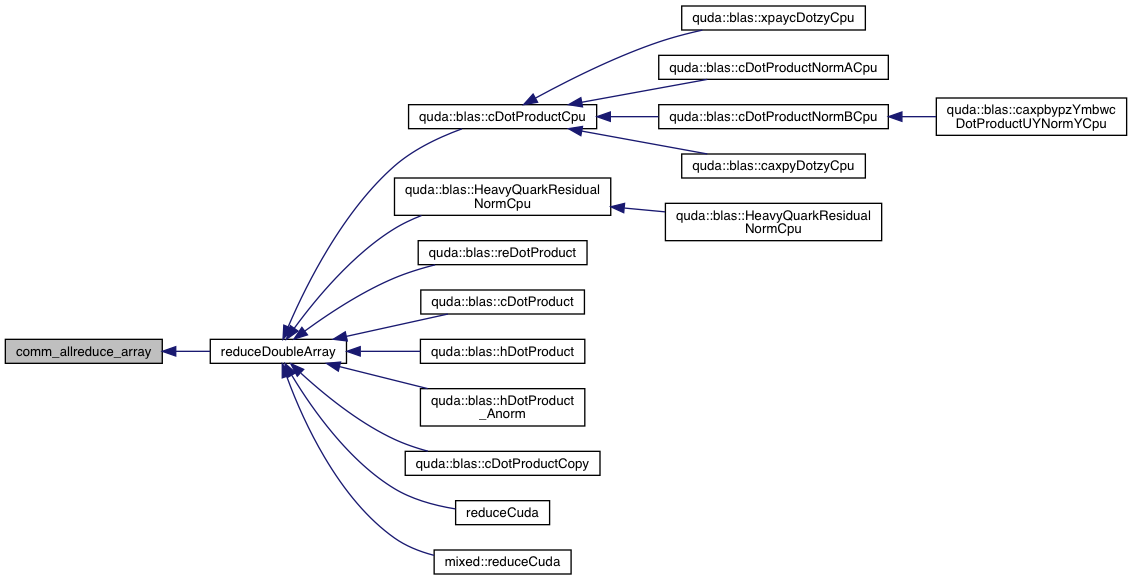 quda::blas::xpaycDotzyCpu
quda::blas::cDotProductNormACpu
quda::blas::cDotProductCpu
quda::blas::cDotProductNormBCpu
quda::blas::caxpbypzYmbwc
DotProductUYNormYCpu
quda::blas::caxpyDotzyCpu
quda::blas::HeavyQuarkResidual
NormCpu
quda::blas::HeavyQuarkResidual
NormCpu
quda::blas::reDotProduct
quda::blas::cDotProduct
comm_allreduce_array
reduceDoubleArray
quda::blas::hDotProduct
quda::blas::hDotProduct
_Anorm
quda::blas::cDotProductCopy
reduceCuda
mixed::reduceCuda